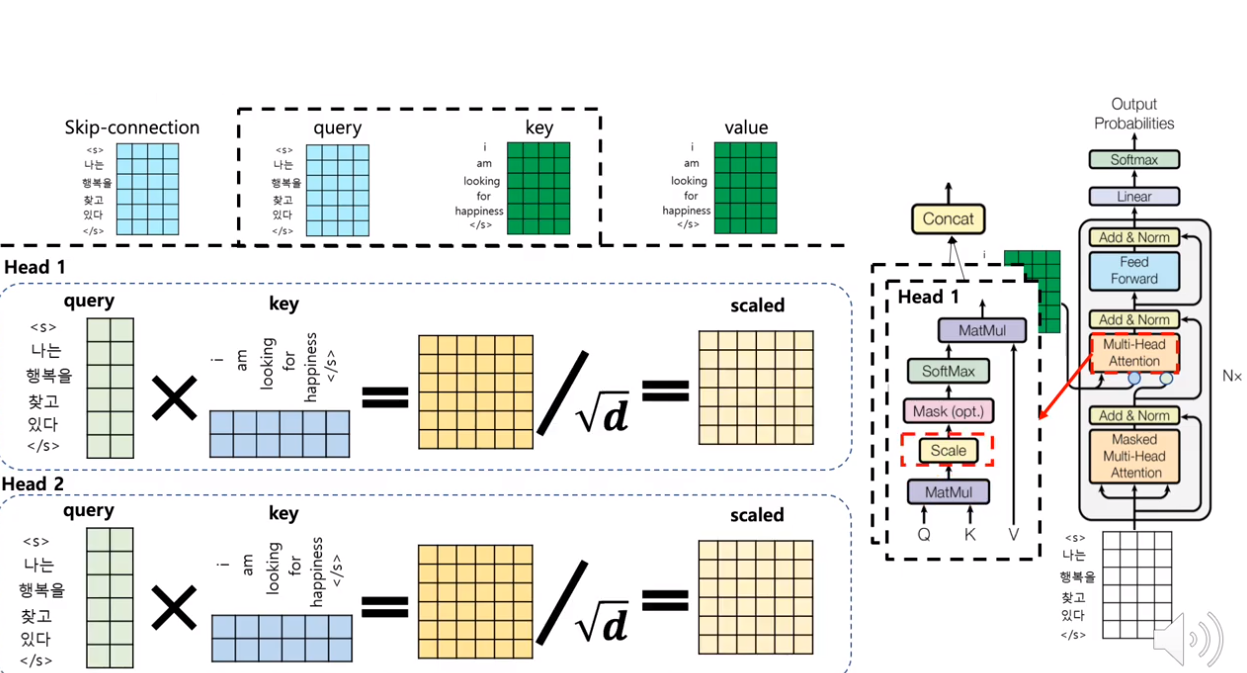 Skip-connection
<s>
나는
행복을
찾고
있다
</s>
query
<s>
나는
행복을
찾고
있다
</s>
key
i
am
looking
for
happiness
</s>
value
i
am
looking
for
happiness
</s>
Head 1
query
<s>
나는
행복을
찾고
있다
</s>
×
key
i
am
looking
for
happiness
</s>
=
/
√d
=
scaled
Head 2
query
<s>
나는
행복을
찾고
있다
</s>
×
key
i
am
looking
for
happiness
</s>
=
/
√d
=
scaled
Concat
i
Head 1
MatMul
SoftMax
Mask (opt.)
Scale
MatMul
Q K V
Output
Probabilities
Softmax
Linear
Add & Norm
Feed
Forward
Add & Norm
Multi-Head
Attention
N×
Add & Norm
Masked
Multi-Head
Attention
<s>
나는
행복을
찾고
있다
</s>